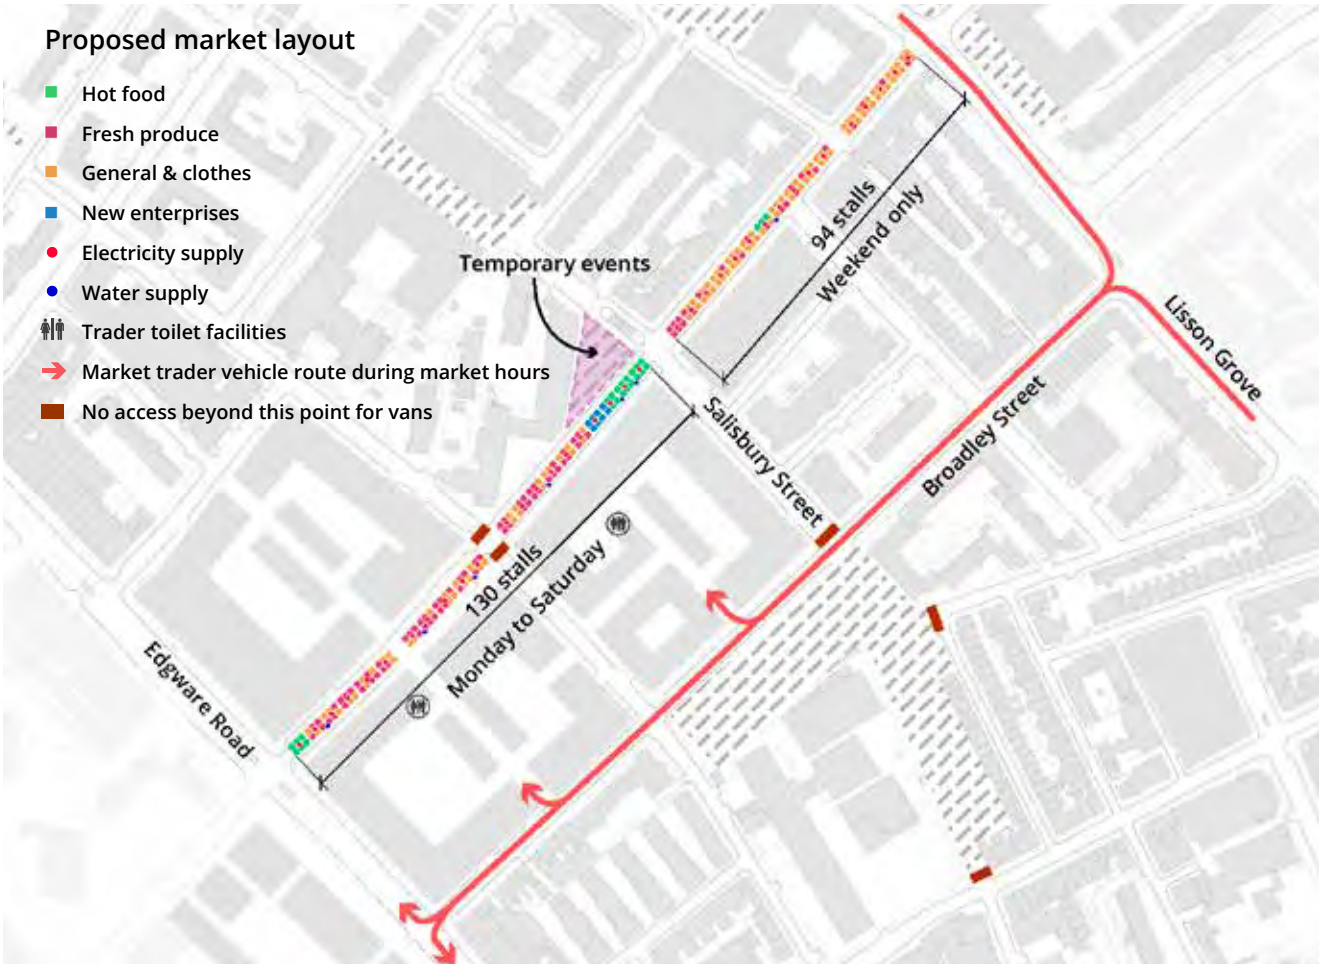 Proposed market layout
Hot food
Fresh produce
General & clothes
New enterprises
Electricity supply
Water supply
Trader toilet facilities
Market trader vehicle route during market hours
No access beyond this point for vans
Temporary events
94 stalls
Weekend only
Lisson Grove
Salisbury Street
Broadley Street
130 stalls
Monday to Saturday
Edgware Road